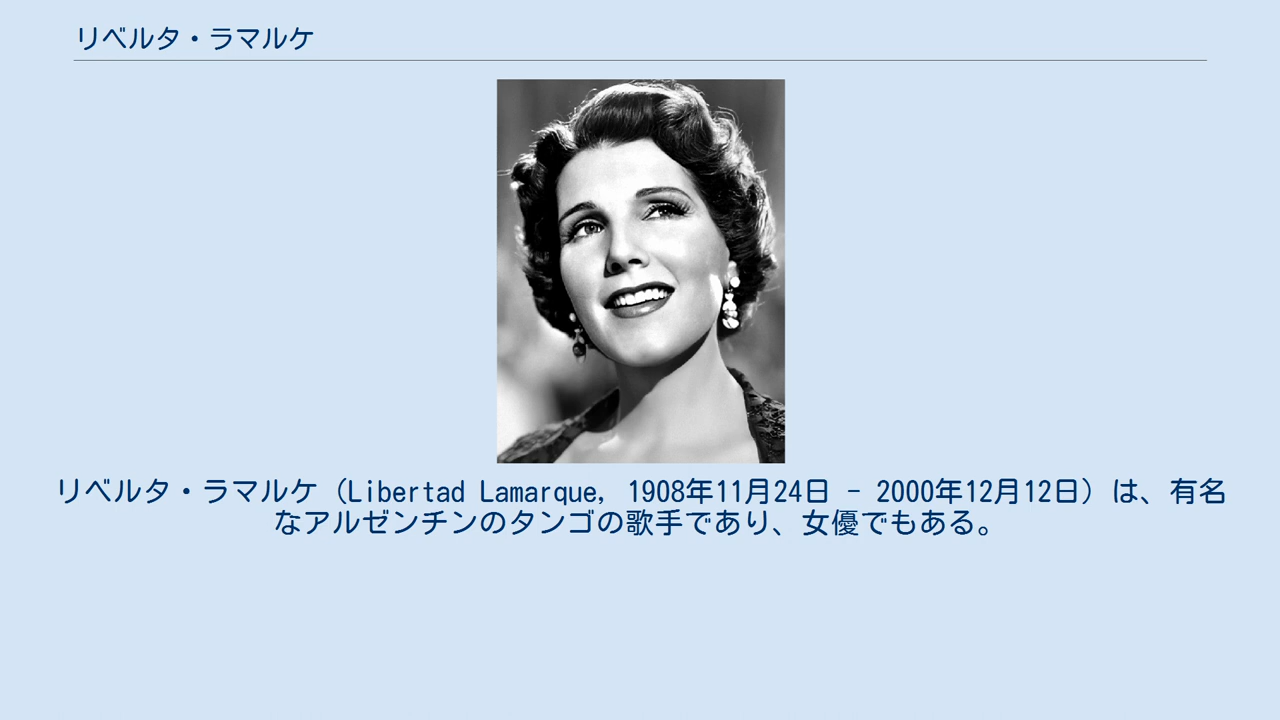 リベルタ・ラマルケ
リベルタ・ラマルケ（Libertad Lamarque, 1908年11月24日 - 2000年12月12日）は、有名
なアルゼンチンのタンゴの歌手であり、女優でもある。